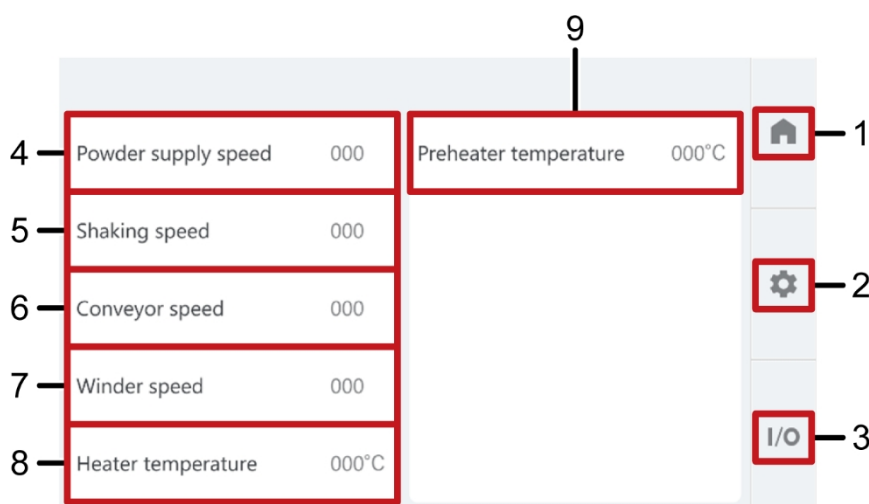 9
1
4 Powder supply speed 000 Preheater temperature 000°C
5 Shaking speed 000
2
6 Conveyor speed 000
7 Winder speed 000
I/O 3
8 Heater temperature 000°C